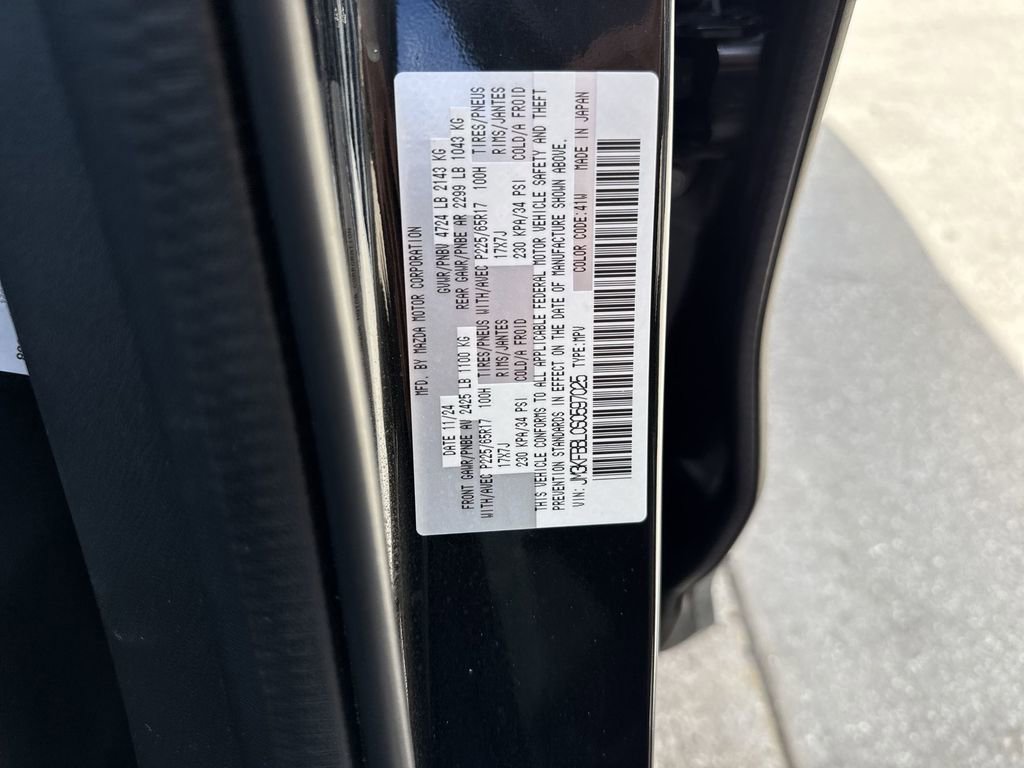 MFD. BY MAZDA MOTOR CORPORATION
DATE 11/24 GVWR/PNBV 4724 LB 2143 KG
FRONT GAWR/PNBE AV 2425 LB 1100 KG REAR GAWR/PNBE AR 2299 LB 1043 KG
WITH/AVEC P225/65R17 100H TIRES/PNEUS WITH/AVEC P225/65R17 100H TIRES/PNEUS
17X7J RIMS/JANTES 17X7J RIMS/JANTES
230 KPA/34 PSI COLD/A FROID 230 KPA/34 PSI COLD/A FROID
THIS VEHICLE CONFORMS TO ALL APPLICABLE FEDERAL MOTOR VEHICLE SAFETY AND THEFT
PREVENTION STANDARDS IN EFFECT ON THE DATE OF MANUFACTURE SHOWN ABOVE.
VIN: JM3KFBBL0S0597025 TYPE:MPV COLOR CODE:41W MADE IN JAPAN